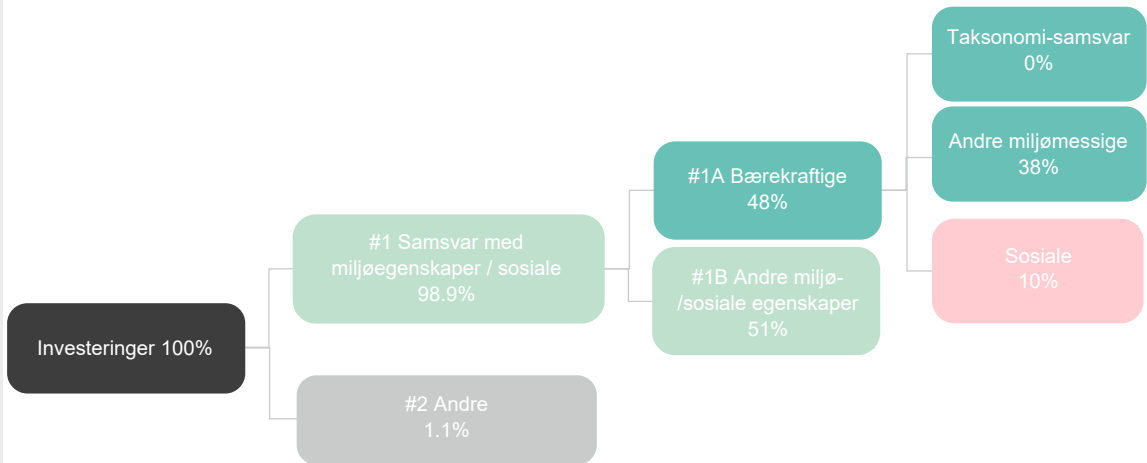 Taksonomi-samsvar
0%
Andre miljømessige
38%
#1A Bærekraftige
48%
#1 Samsvar med
miljøegenskaper / sosiale
98.9%
Sosiale
10%
#1B Andre miljø-
/sosiale egenskaper
51%
Investeringer 100%
#2 Andre
1.1%